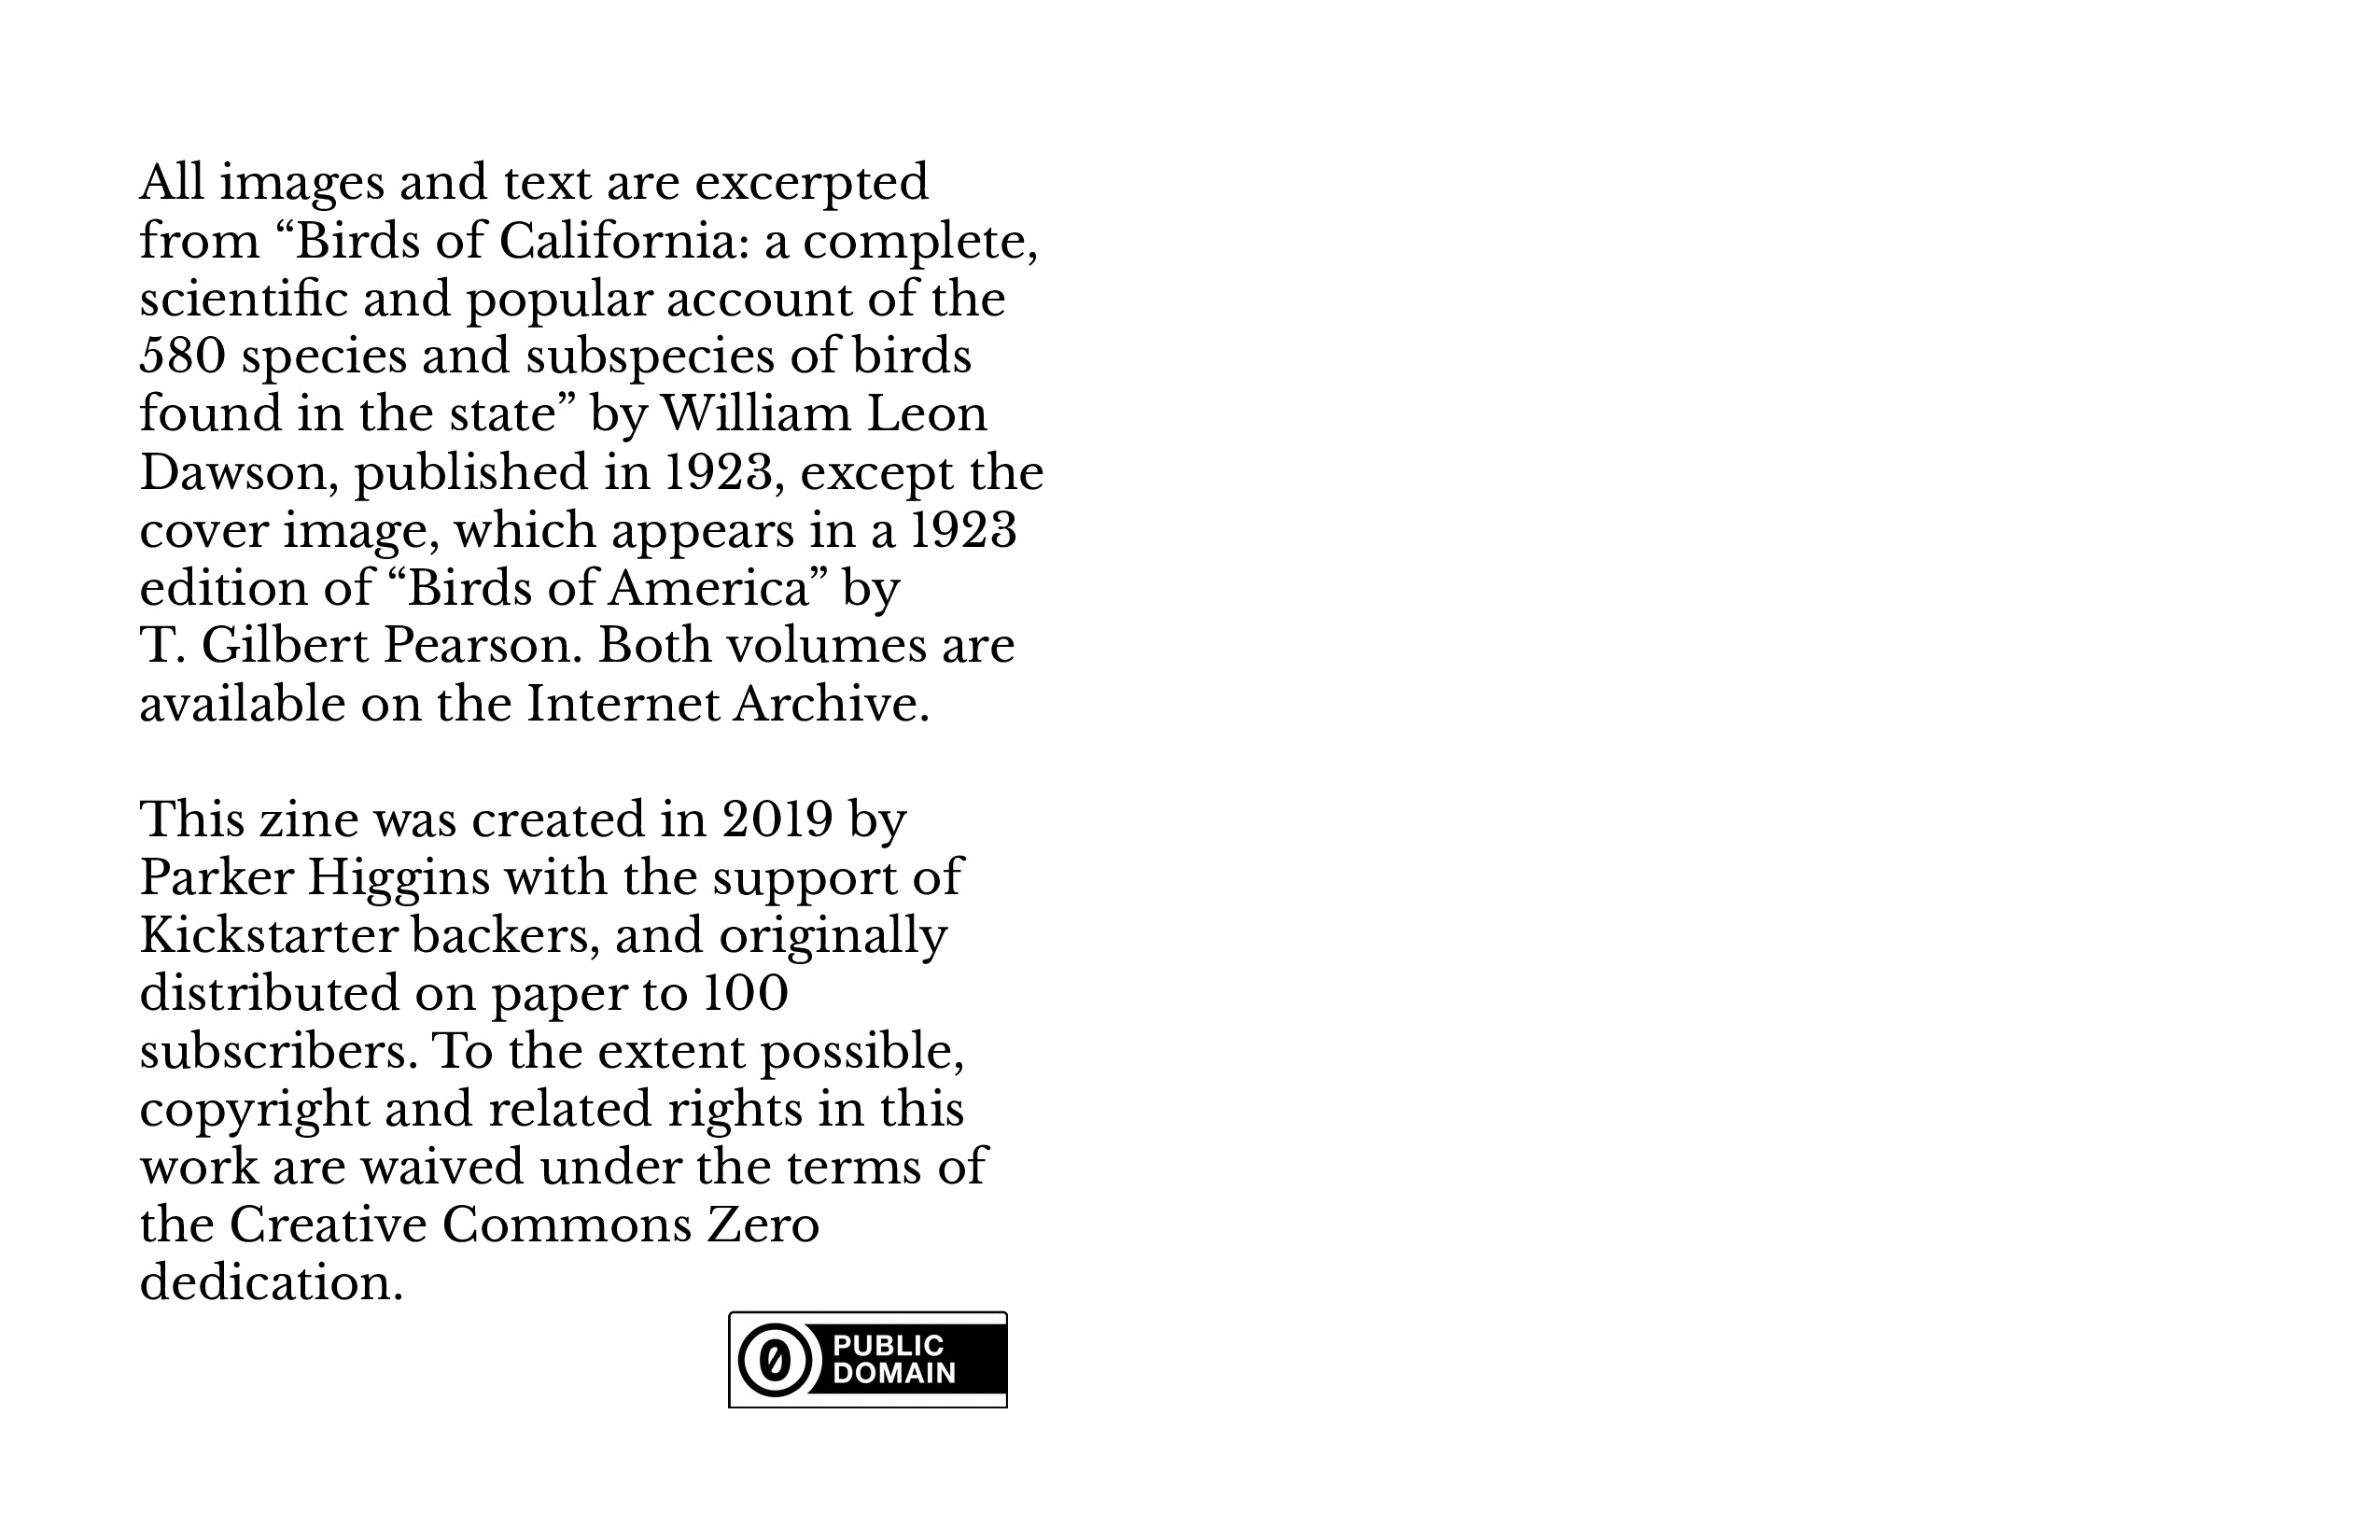 All images and text are excerpted
from “Birds of California: a complete,
scientific and popular account of the
580 species and subspecies of birds
found in the state” by William Leon
Dawson, published in 1923, except the
cover image, which appears in a 1923
edition of “Birds of America” by
T. Gilbert Pearson. Both volumes are
available on the Internet Archive.
This zine was created in 2019 by
Parker Higgins with the support of
Kickstarter backers, and originally
distributed on paper to 100
subscribers. To the extent possible,
copyright and related rights in this
work are waived under the terms of
the Creative Commons Zero
dedication.
0 PUBLIC
DOMAIN